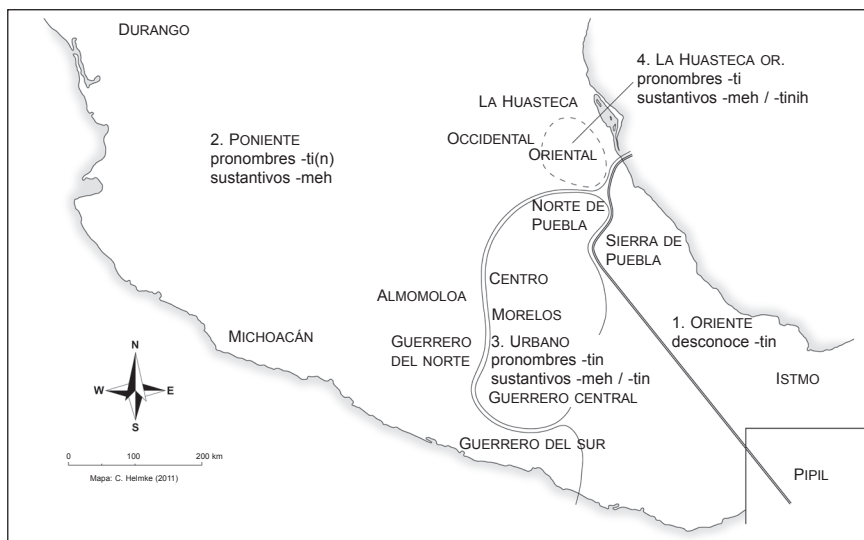 DURANGO
4. LA HUASTECA OR.
pronombres -ti
sustantivos -meh / -tinih
LA HUASTECA
OCCIDENTAL
ORIENTAL
2. PONIENTE
pronombres -ti(n)
sustantivos -meh
NORTE DE
PUEBLA
SIERRA DE
PUEBLA
CENTRO
ALMOMOLOA
MORELOS
1. ORIENTE
desconoce -tin
MICHOACÁN
GUERRERO
DEL NORTE
3. URBANO
pronombres -tin
sustantivos -meh / -tin
GUERRERO CENTRAL
ISTMO
N
W
E
S
GUERRERO DEL SUR
0 100 200 km
Mapa: C. Helmke (2011)
PIPIL